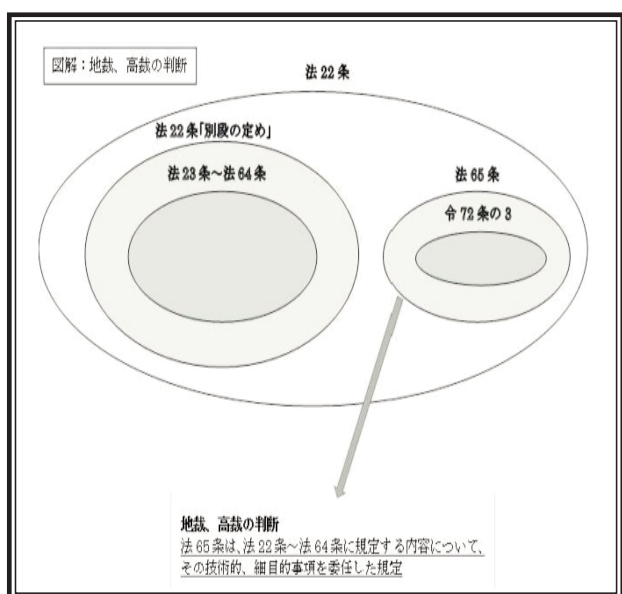 図解：地裁、高裁の判断
法22条
法22条「別段の定め」
法23条～法64条
法65条
令72条の3
地裁、高裁の判断
法65条は、法22条～法64条に規定する内容について、
その技術的、細目的事項を委任した規定